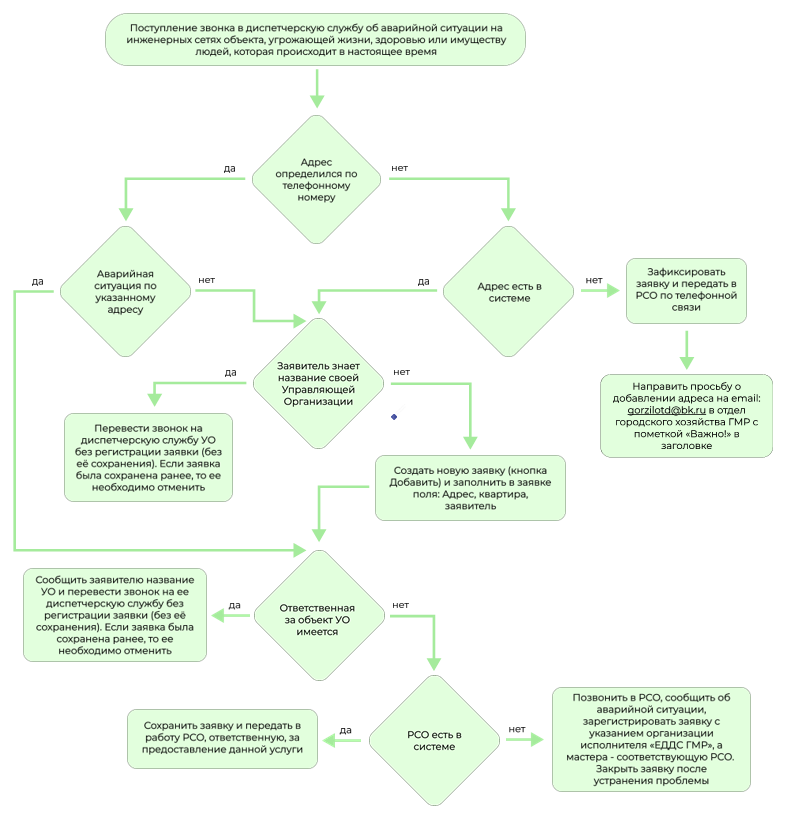 Поступление звонка в диспетчерскую службу об аварийной ситуации на
инженерных сетях объекта, угрожающей жизни, здоровью или имуществу
людей, которая происходит в настоящее время
Адрес
определился по
телефонному
номеру
да
нет
Аварийная
ситуация по
указанному
адресу
да
нет
Адрес есть в
системе
да
нет
Зафиксировать
заявку и передать в
РСО по телефонной
связи
Направить просьбу о
добавлении адреса на email:
gorzilotd@bk.ru в отдел
городского хозяйства ГМР с
пометкой «Важно!» в
заголовке
Заявитель знает
название своей
Управляющей
Организации
да
нет
Перевести звонок на
диспетчерскую службу УО
без регистрации заявки (без
её сохранения). Если заявка
была сохранена ранее, то ее
необходимо отменить
Создать новую заявку (кнопка
Добавить) и заполнить в заявке
поля: Адрес, квартира,
заявитель
Ответственная
за объект УО
имеется
да
нет
Сообщить заявителю название
УО и перевести звонок на ее
диспетчерскую службу без
регистрации заявки (без её
сохранения). Если заявка была
сохранена ранее, то ее
необходимо отменить
РСО есть в
системе
да
нет
Сохранить заявку и передать в
работу РСО, ответственную, за
предоставление данной услуги
Позвонить в РСО, сообщить об
аварийной ситуации,
зарегистрировать заявку с
указанием организации
исполнителя «ЕДДС ГМР», а
мастера - соответствующую РСО.
Закрыть заявку после
устранения проблемы